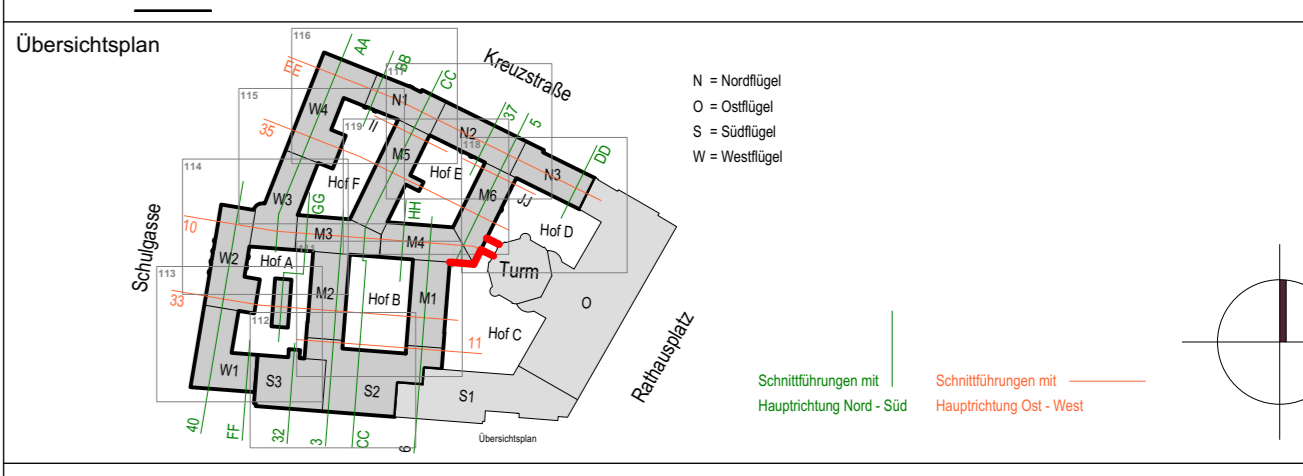 Übersichtsplan
116
AA
BB
EE
117
CC
Kreuzstraße
N = Nordflügel
O = Ostflügel
S = Südflügel
W = Westflügel
115
W4
N1
35
119
II
37
5
N2
118
M5
DD
114
Hof F
Hof E
N3
W3
GG
HH
M6
JJ
Hof D
Schulgasse
10
M3
M4
111
W2
Hof A
Turm
113
33
M2
Hof B
M1
O
112
Hof C
11
Rathausplatz
W1
S3
S2
S1
Schnittführungen mit
Hauptrichtung Nord - Süd
Schnittführungen mit
Hauptrichtung Ost - West
40
FF
32
3
CC
6
Übersichtsplan